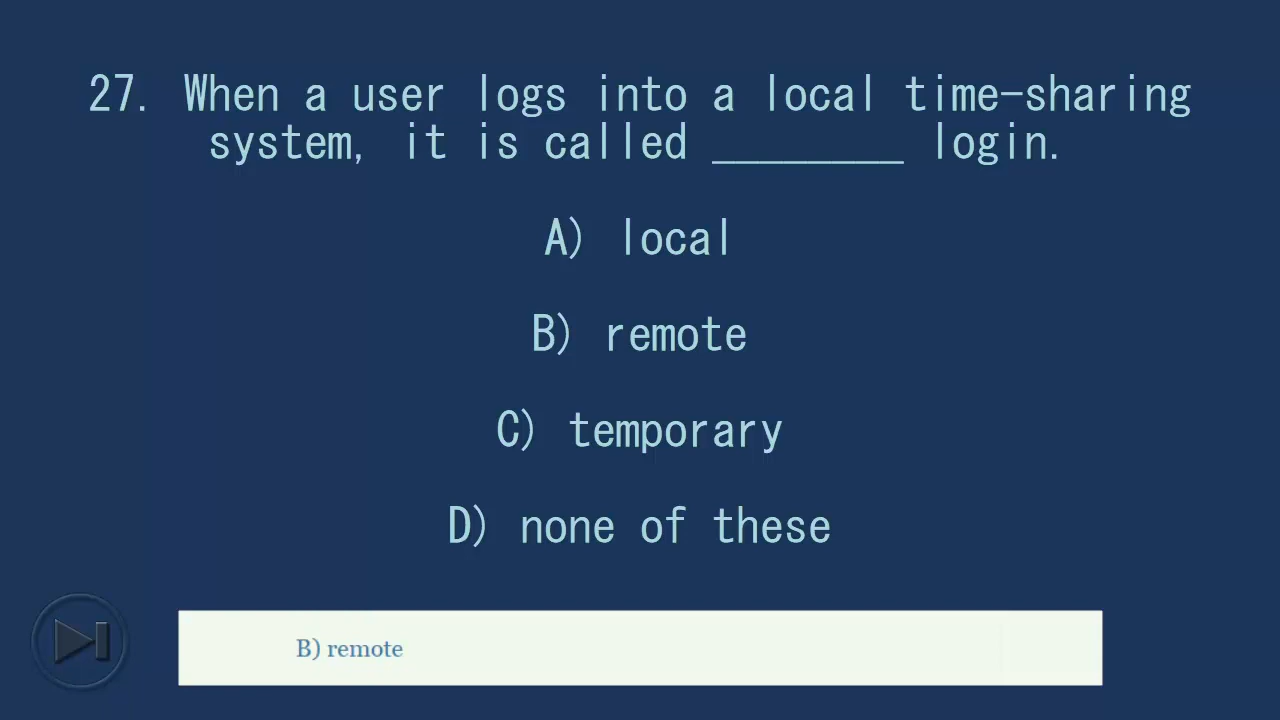 27. When a user logs into a local time-sharing
system, it is called ________ login.
A) local
B) remote
C) temporary
D) none of these
B) remote